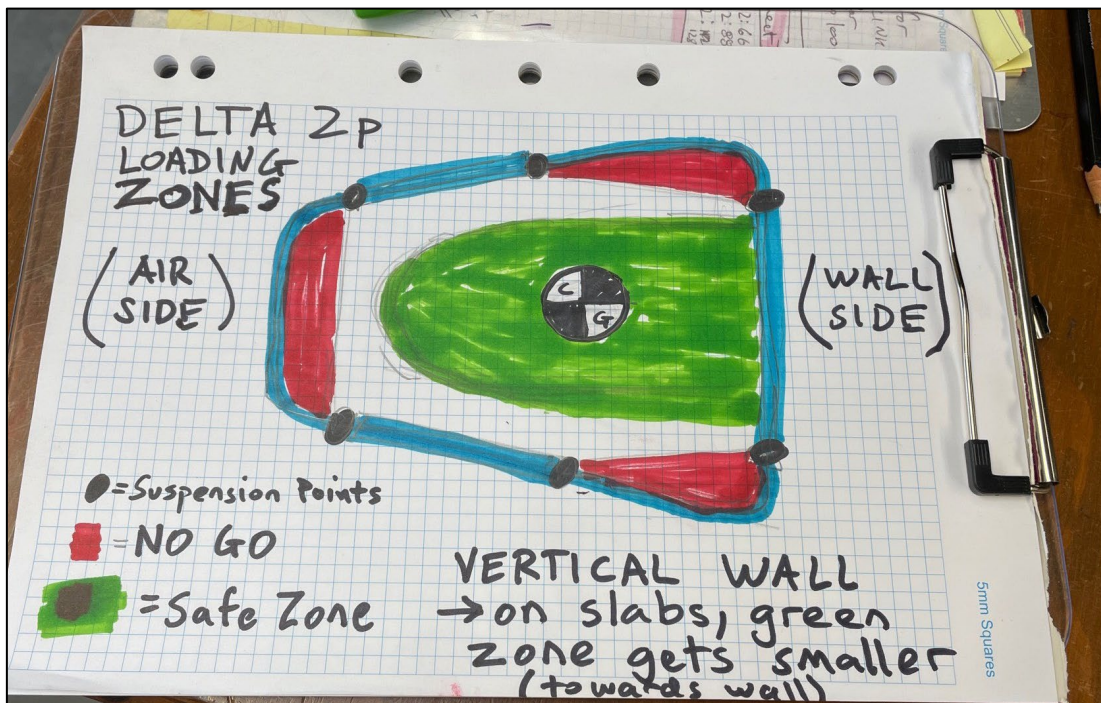 DELTA 2p
LOADING
ZONES
(AIR
SIDE)
C
G
(WALL
SIDE)
=Suspension Points
=NO GO
=Safe Zone
VERTICAL WALL
→on slabs, green
zone gets smaller
(towards wall)
5mm Squares